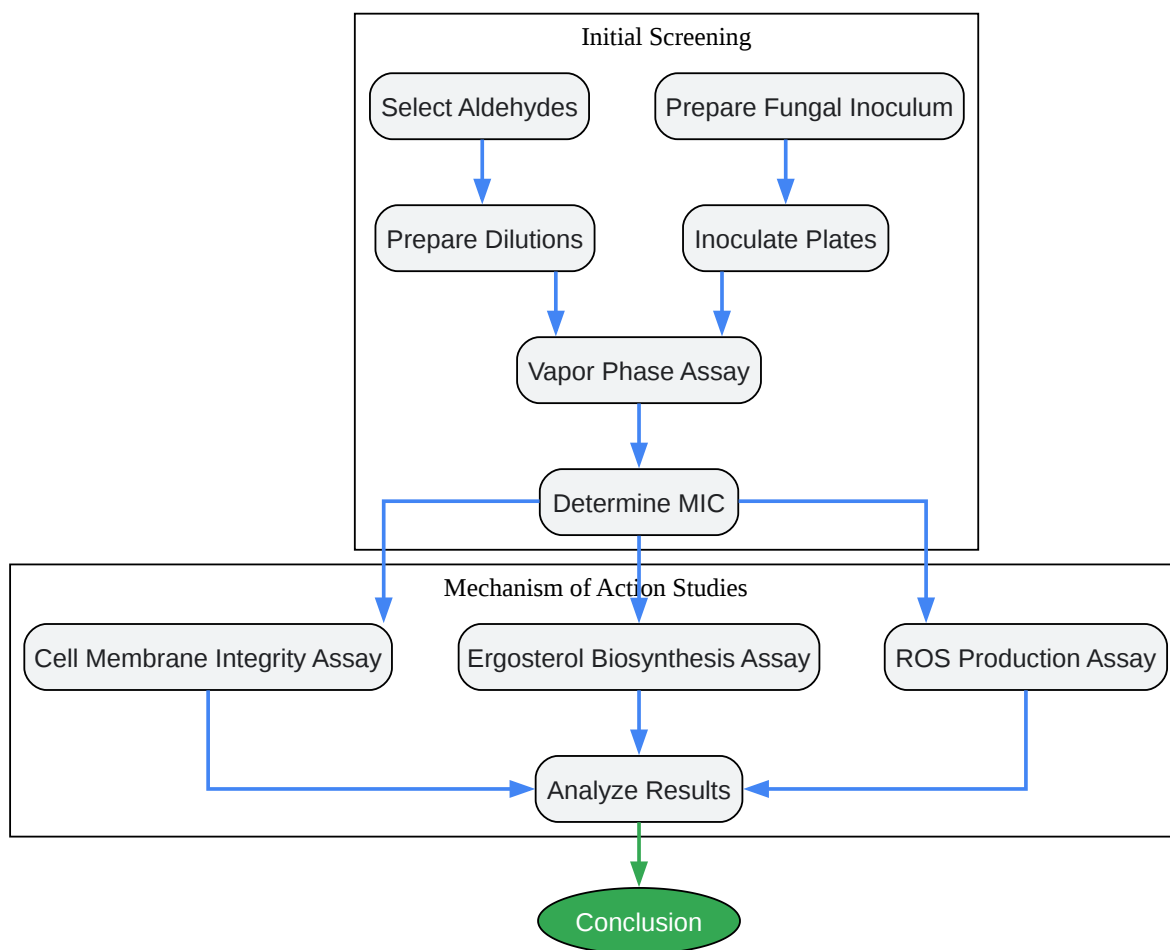 Initial Screening
Select Aldehydes
Prepare Fungal Inoculum
Prepare Dilutions
Inoculate Plates
Vapor Phase Assay
Determine MIC
Mechanism of Action Studies
Cell Membrane Integrity Assay
Ergosterol Biosynthesis Assay
ROS Production Assay
Analyze Results
Conclusion